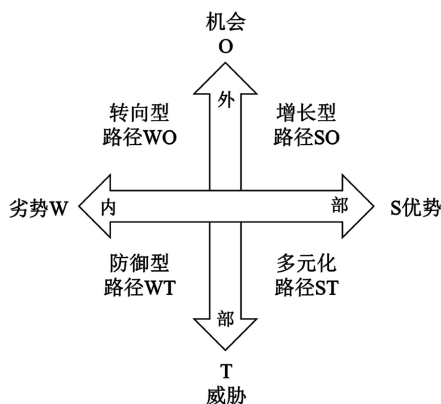 机会
O
外
转向型
路径WO
增长型
路径SO
劣势W
内
部
S优势
防御型
路径WT
多元化
路径ST
部
T
威胁